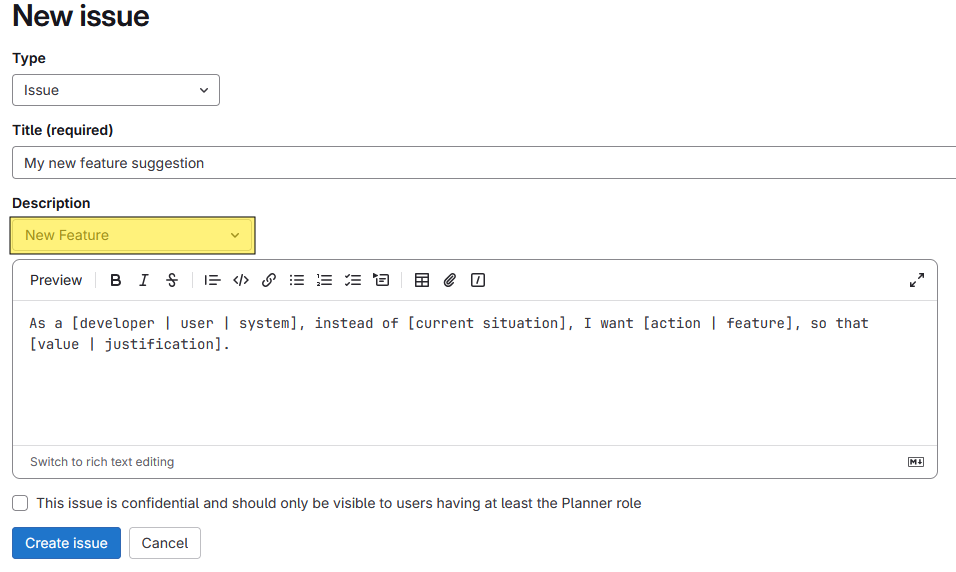 New issue
Type
Issue
Title (required)
My new feature suggestion
Description
New Feature
Preview
As a [developer | user | system], instead of [current situation], I want [action | feature], so that
[value | justification].
Switch to rich text editing
This issue is confidential and should only be visible to users having at least the Planner role
Create issue Cancel